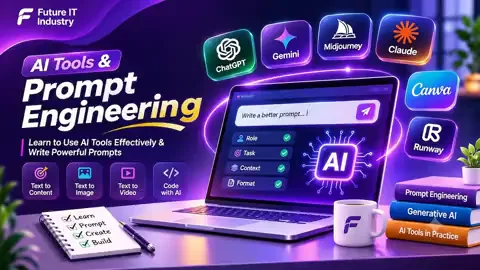 Future IT
Industry
AI Tools &
Prompt
Engineering
Learn to Use AI Tools Effectively &
Write Powerful Prompts
Text to
Content
Text to
Image
Text to
Video
Code
with AI
ChatGPT
Gemini
Midjourney
Claude
Canva
Runway
Write a better prompt...
Role
Task
Context
Format
AI
Learn
Prompt
Create
Build
F
Prompt Engineering
Generative AI
AI Tools in Practice